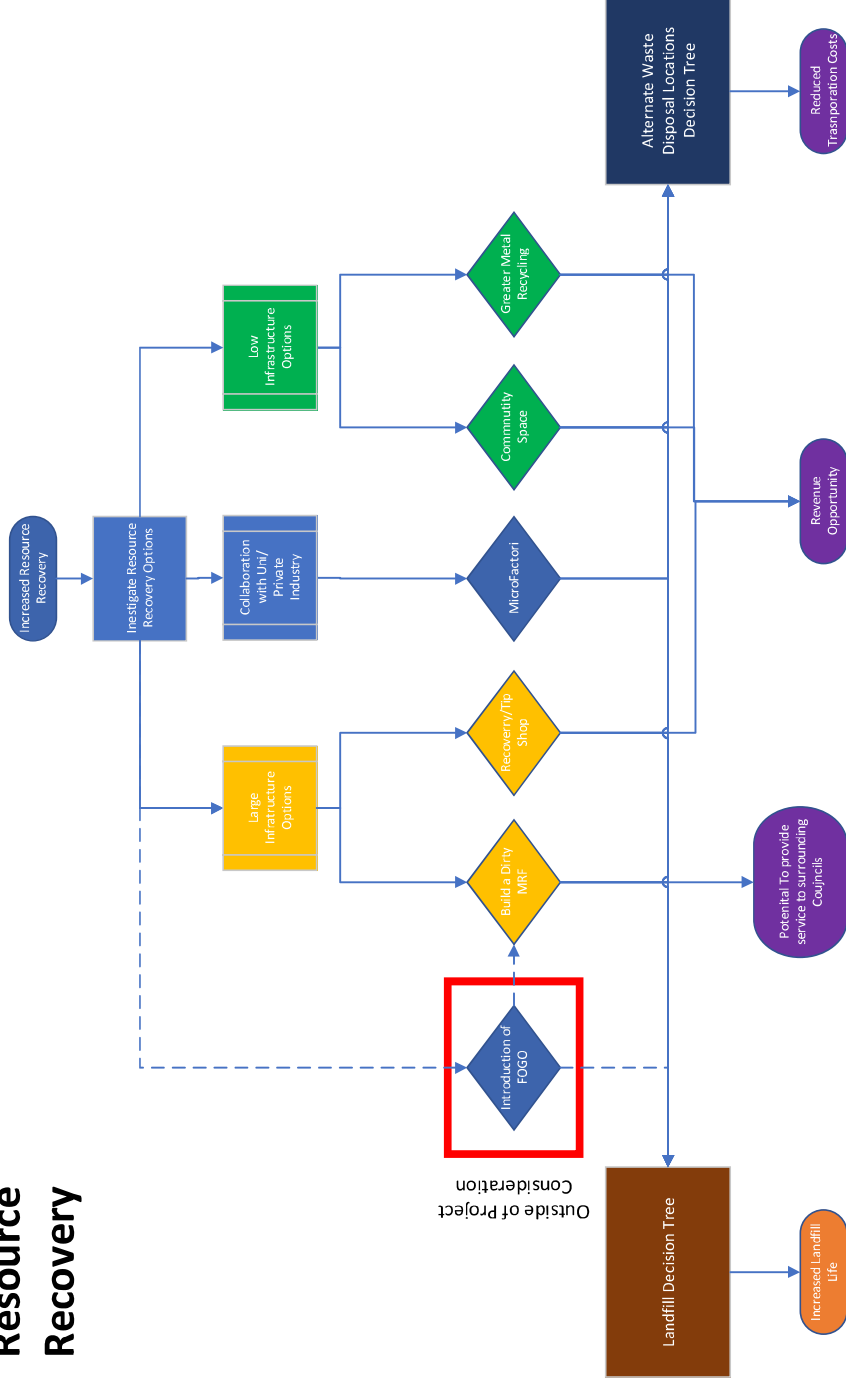 Resource
Recovery
Increased Resource
Recovery
Inestigate Resource
Recovery Options
Large
Infratructure
Options
Collaboration
with Uni/
Private
Industry
Low
Infrastructure
Options
Introduction of
FOGO
Build a Dirty
MRF
Recoverry/Tip
Shop
MicroFactori
Commnutity
Space
Greater Metal
Recycling
Outside of Project
Consideration
Landfill Decision Tree
Alternate Waste
Disposal Locations
Decision Tree
Increased Landfill
Life
Potenital To provide
service to surrounding
Coujncils
Revenue
Opportunity
Reduced
Trasnporation Costs